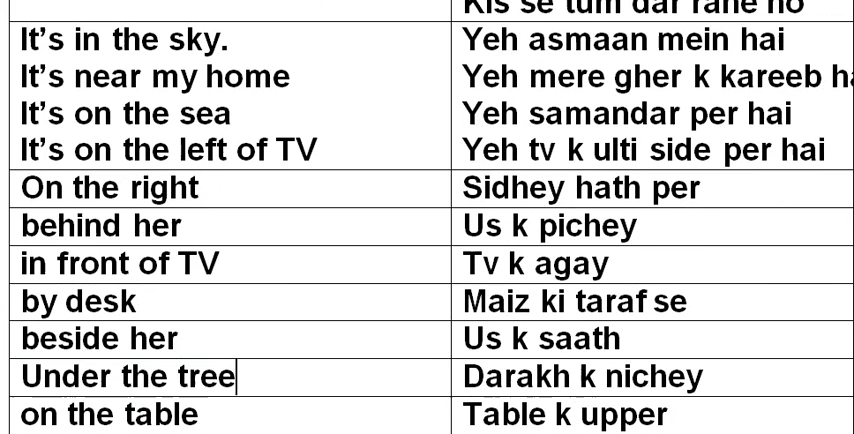 Kis se tum dar rahe ho
It's in the sky.
Yeh asmaan mein hai
It's near my home
Yeh mere gher k kareeb ha
It's on the sea
Yeh samandar per hai
It's on the left of TV
Yeh tv k ulti side per hai
On the right
Sidhey hath per
behind her
Us k pichey
in front of TV
Tv k agay
by desk
Maiz ki taraf se
beside her
Us k saath
Under the tree
Darakh k nichey
on the table
Table k upper